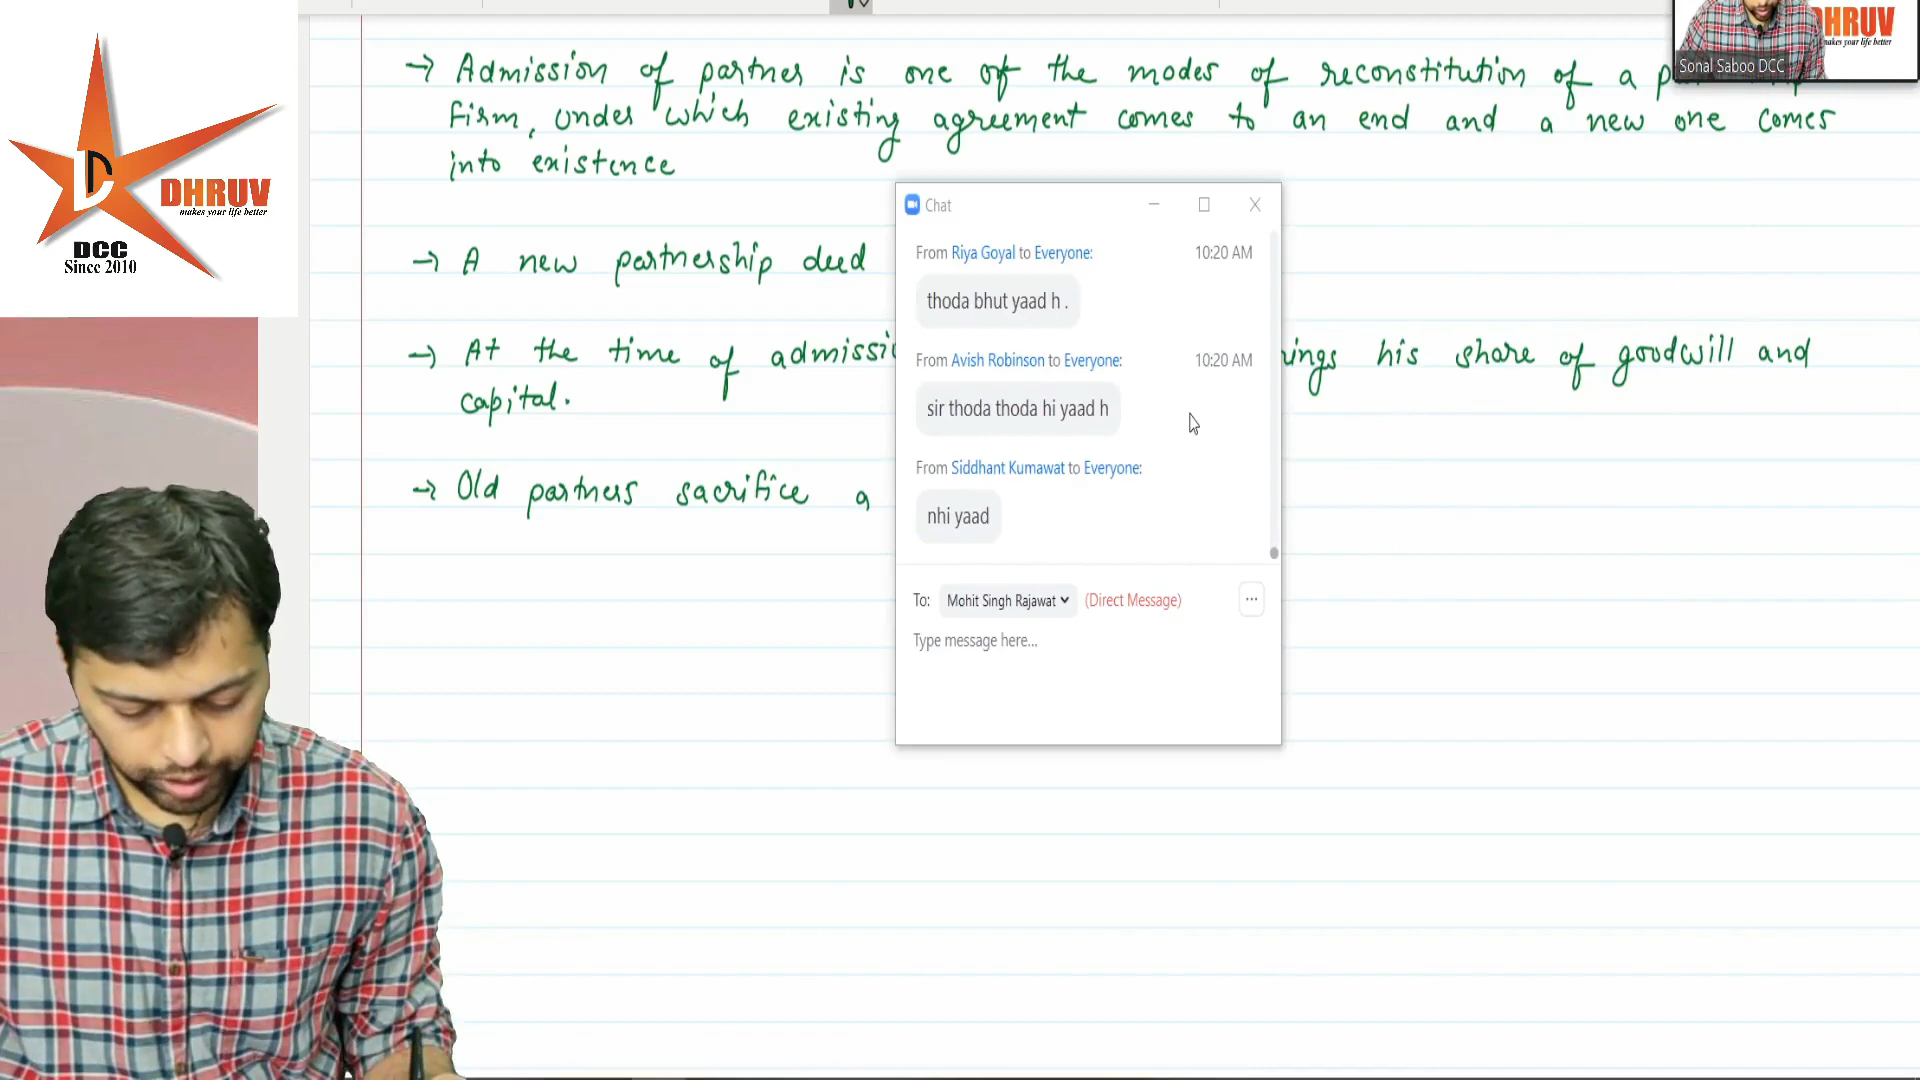 → Admission of partner is one of the modes of reconstitution of a
firm, under which existing agreement comes to an end and a new one comes
into existence
→ A new partnership deed
→ At the time of admissi
ings his share of goodwill and
capital.
→ Old partners sacrifice a
DHRUV
makes your life better
DCC
Since 2010
HRUV
makes your life better
Sonal Saboo DCC
Chat
From Riya Goyal to Everyone: 10:20 AM
thoda bhut yaad h .
From Avish Robinson to Everyone: 10:20 AM
sir thoda thoda hi yaad h
From Siddhant Kumawat to Everyone:
nhi yaad
To: Mohit Singh Rajawat (Direct Message)
Type message here...